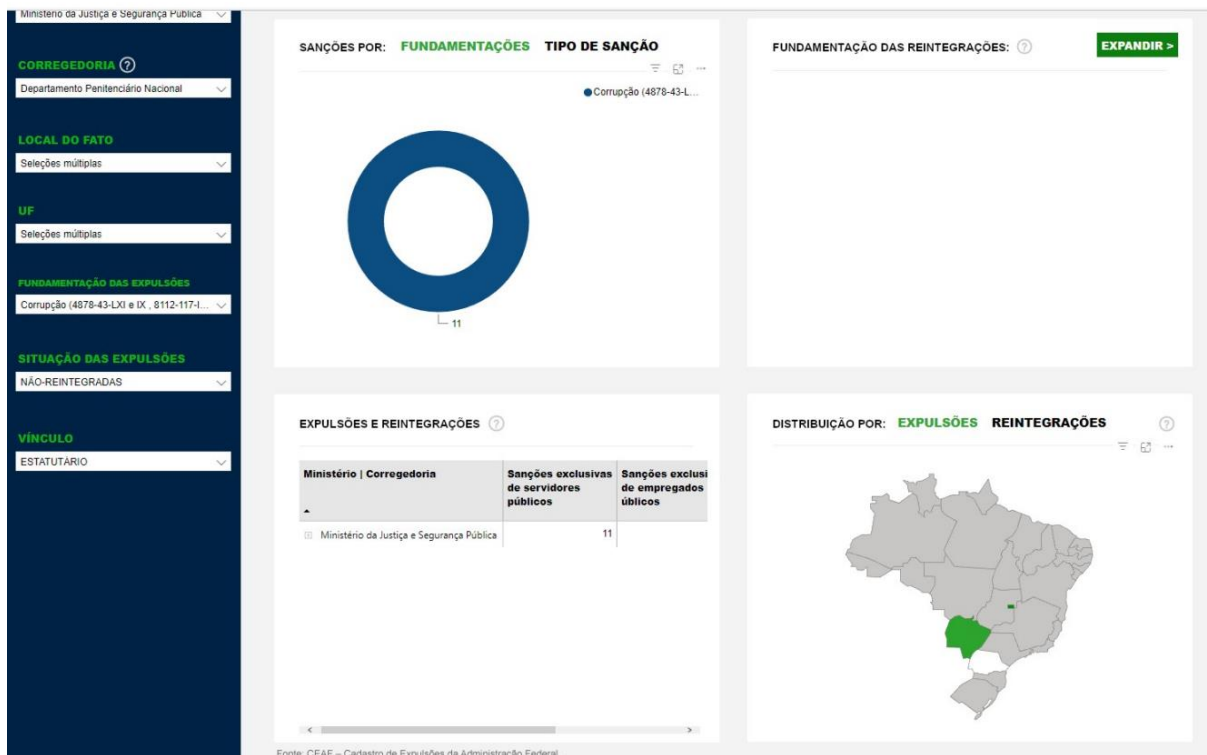 Ministério da Justiça e Segurança Pública
CORREGEDORIA ?
Departamento Penitenciário Nacional
LOCAL DO FATO
Seleções múltiplas
UF
Seleções múltiplas
FUNDAMENTAÇÃO DAS EXPULSÕES
Corrupção (4878-43-LXI e IX , 8112-117-I...
SITUAÇÃO DAS EXPULSÕES
NÃO-REINTEGRADAS
VÍNCULO
ESTATUTÁRIO
SANÇÕES POR: FUNDAMENTAÇÕES TIPO DE SANÇÃO
Corrupção (4878-43-L...
11
FUNDAMENTAÇÃO DAS REINTEGRAÇÕES: ? EXPANDIR >
EXPULSÕES E REINTEGRAÇÕES ?
Ministério | Corregedoria Sanções exclusivas Sanções exclusi
de servidores de empregados
públicos úblicos
Ministério da Justiça e Segurança Pública 11
DISTRIBUIÇÃO POR: EXPULSÕES REINTEGRAÇÕES ?
Fonte: CEAF – Cadastro de Expulsões da Administração Federal